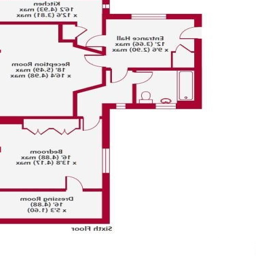 Kitchen
16'2 (4.93) max
x 12'6 (3.81) max
Entrance Hall
12' (3.66) max
x 9'6 (2.90) max
Reception Room
18' (5.49) max
x 16'4 (4.98) max
Bedroom
16' (4.88) max
x 13'8 (4.17) max
Dressing Room
16' (4.88)
x 5'3 (1.60)
Sixth Floor